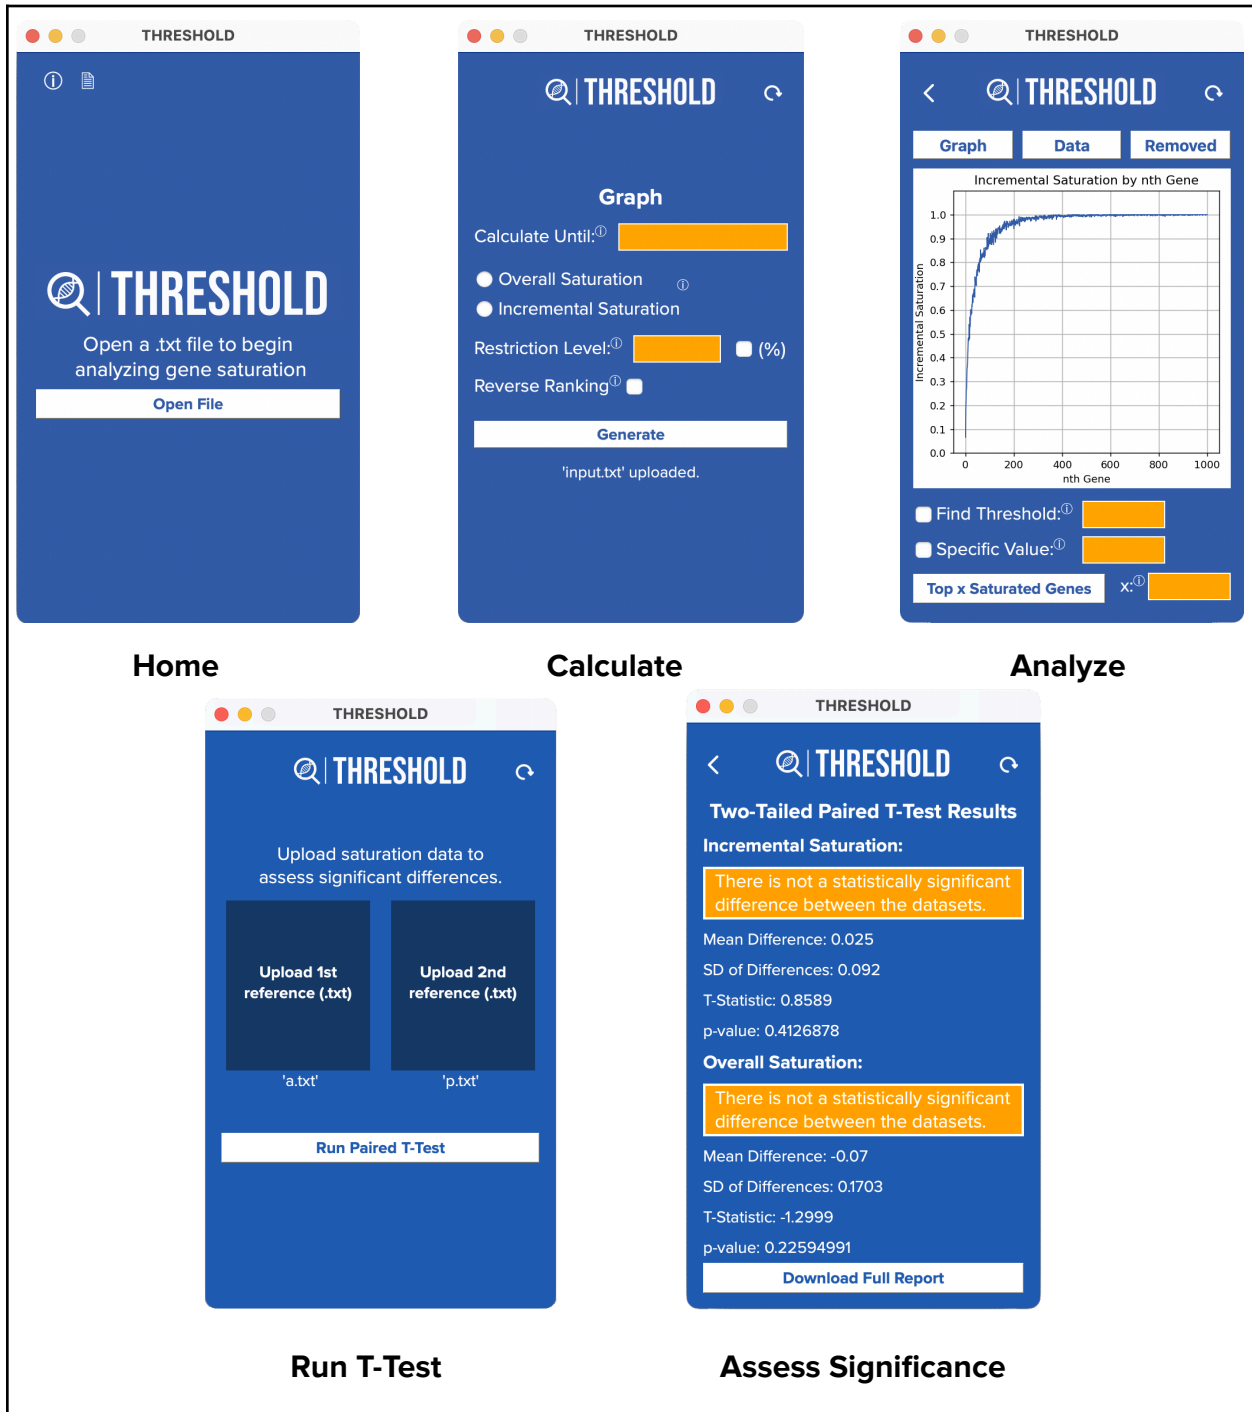 THRESHOLD
ⓘ
THRESHOLD
Open a .txt file to begin
analyzing gene saturation
Open File
Home
THRESHOLD
THRESHOLD
Graph
Calculate Until:ⓘ
Overall Saturation ⓘ
Incremental Saturation
Restriction Level:ⓘ (%)
Reverse Rankingⓘ
Generate
'input.txt' uploaded.
Calculate
THRESHOLD
THRESHOLD
Graph Data Removed
Incremental Saturation by nth Gene
Incremental Saturation
1.0
0.9
0.8
0.7
0.6
0.5
0.4
0.3
0.2
0.1
0.0
0 200 400 600 800 1000
nth Gene
Find Threshold:ⓘ
Specific Value:ⓘ
Top x Saturated Genes x:ⓘ
Analyze
THRESHOLD
THRESHOLD
Upload saturation data to
assess significant differences.
Upload 1st
reference (.txt)
Upload 2nd
reference (.txt)
'a.txt' 'p.txt'
Run Paired T-Test
Run T-Test
THRESHOLD
THRESHOLD
Two-Tailed Paired T-Test Results
Incremental Saturation:
There is not a statistically significant
difference between the datasets.
Mean Difference: 0.025
SD of Differences: 0.092
T-Statistic: 0.8589
p-value: 0.4126878
Overall Saturation:
There is not a statistically significant
difference between the datasets.
Mean Difference: -0.07
SD of Differences: 0.1703
T-Statistic: -1.2999
p-value: 0.22594991
Download Full Report
Assess Significance